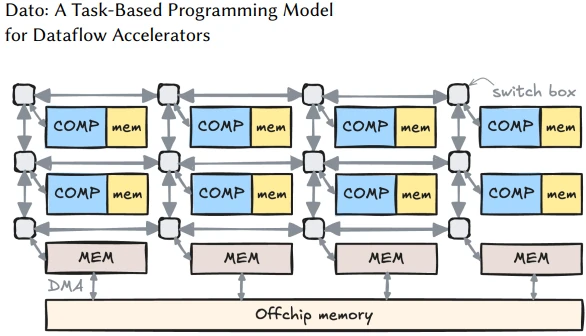 Dato: A Task-Based Programming Model
for Dataflow Accelerators
switch box
COMP mem COMP mem COMP mem COMP mem
COMP mem COMP mem COMP mem COMP mem
MEM MEM MEM MEM
DMA
Offchip memory